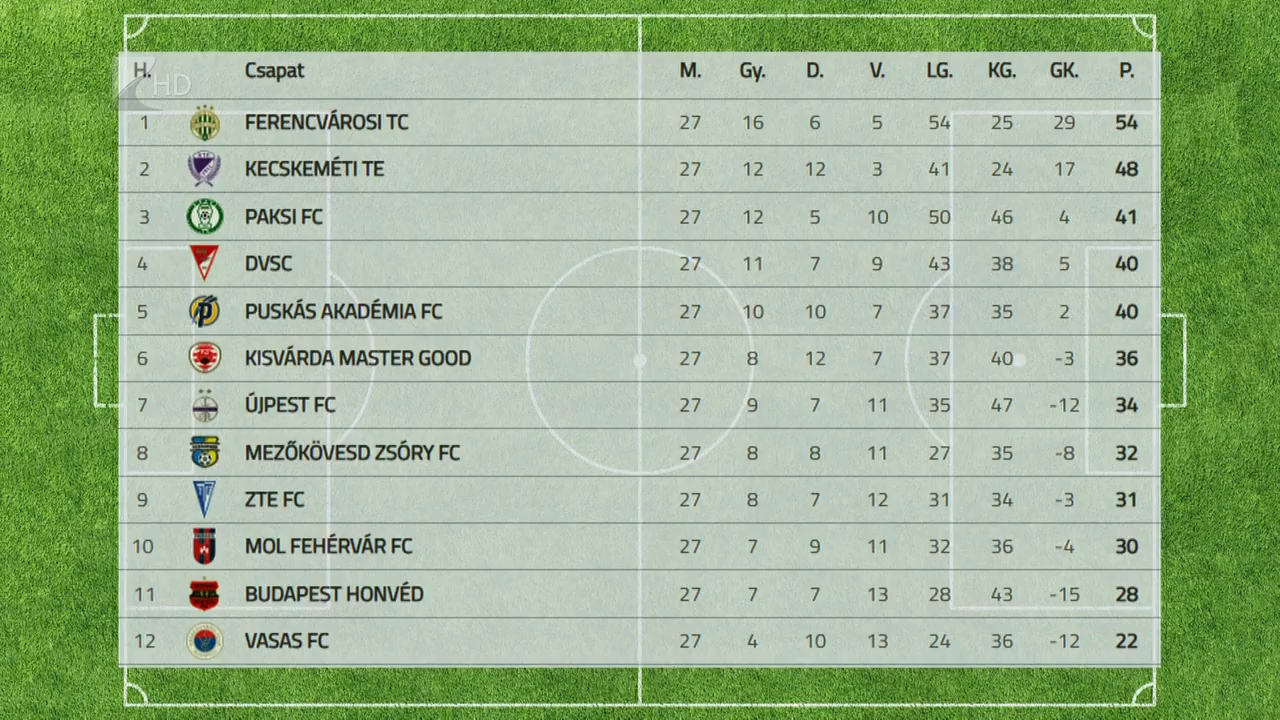 H. Csapat M. Gy. D. V. LG. KG. GK. P.
HD
1 FERENCVÁROSI TC 27 16 6 5 54 25 29 54
2 KECSKEMÉTI TE 27 12 12 3 41 24 17 48
3 PAKSI FC 27 12 5 10 50 46 4 41
4 DVSC 27 11 7 9 43 38 5 40
5 PUSKÁS AKADÉMIA FC 27 10 10 7 37 35 2 40
6 KISVÁRDA MASTER GOOD 27 8 12 7 37 40 -3 36
7 ÚJPEST FC 27 9 7 11 35 47 -12 34
8 MEZŐKÖVESD ZSÓRY FC 27 8 8 11 27 35 -8 32
9 ZTE FC 27 8 7 12 31 34 -3 31
10 MOL FEHÉRVÁR FC 27 7 9 11 32 36 -4 30
11 BUDAPEST HONVÉD 27 7 7 13 28 43 -15 28
12 VASAS FC 27 4 10 13 24 36 -12 22